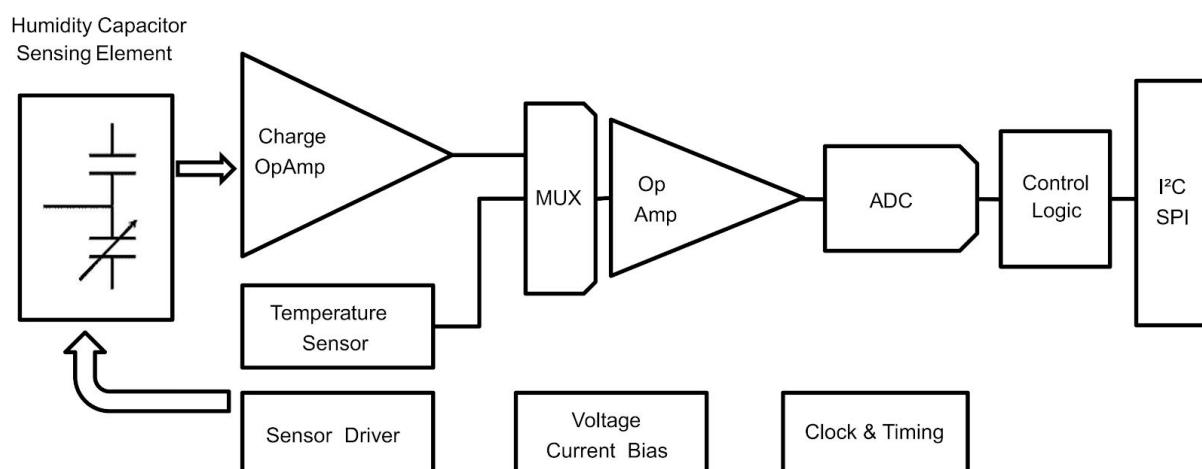 Humidity Capacitor
Sensing Element
Charge
OpAmp
MUX
Op
Amp
ADC
Control
Logic
I²C
SPI
Temperature
Sensor
Sensor Driver
Voltage
Current Bias
Clock & Timing